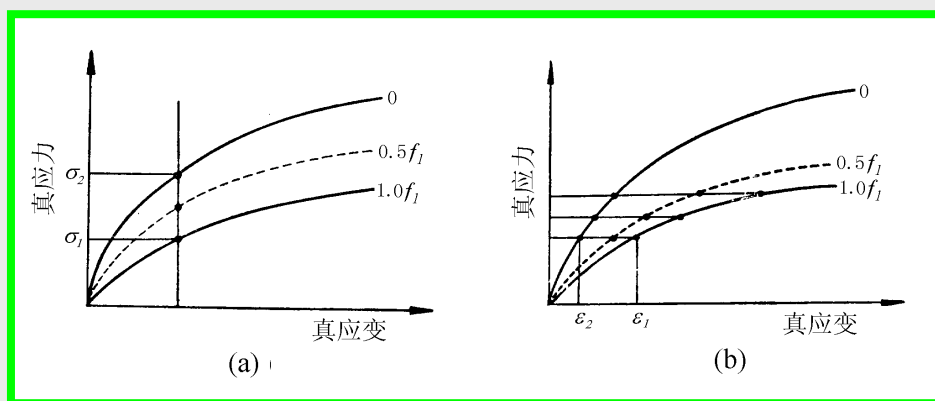 0
0.5f₁
1.0f₁
σ₂
σ₁
真应力
真应变
(a)
0
0.5f₁
1.0f₁
真应力
ε₂
ε₁
真应变
(b)